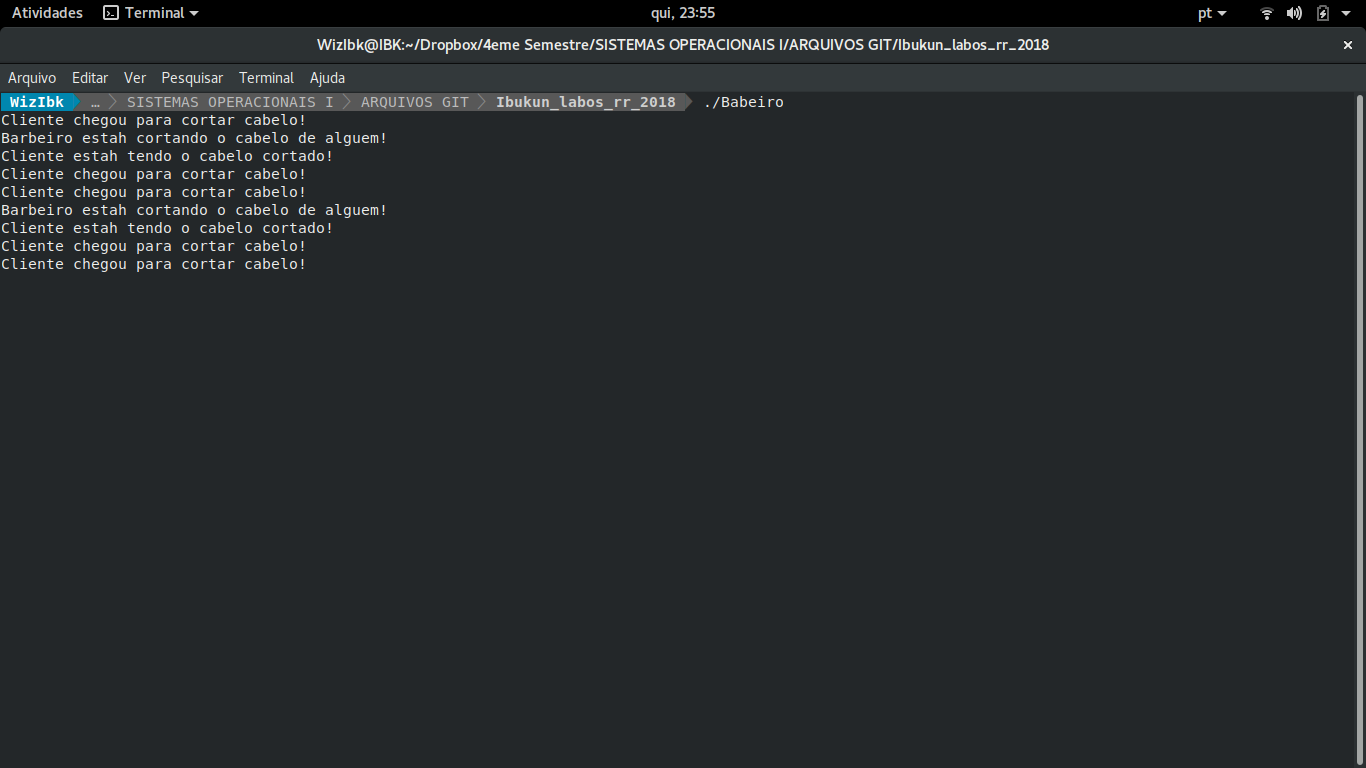 Atividades Terminal qui, 23:55 pt
WizIbk@IBK:~/Dropbox/4eme Semestre/SISTEMAS OPERACIONAIS I/ARQUIVOS GIT/Ibukun_labos_rr_2018
Arquivo Editar Ver Pesquisar Terminal Ajuda
WizIbk … SISTEMAS OPERACIONAIS I ARQUIVOS GIT Ibukun_labos_rr_2018 ./Babeiro
Cliente chegou para cortar cabelo!
Barbeiro estah cortando o cabelo de alguem!
Cliente estah tendo o cabelo cortado!
Cliente chegou para cortar cabelo!
Cliente chegou para cortar cabelo!
Barbeiro estah cortando o cabelo de alguem!
Cliente estah tendo o cabelo cortado!
Cliente chegou para cortar cabelo!
Cliente chegou para cortar cabelo!